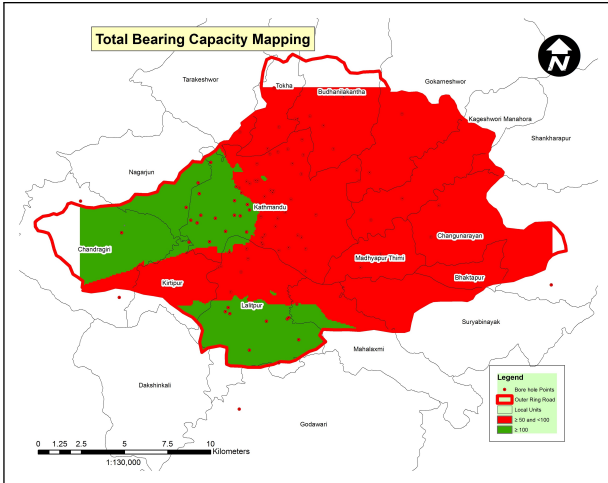 Total Bearing Capacity Mapping
N
Tokha
Tarakeshwor
Gokarneshwor
Budhanilakantha
Kageshwori Manahora
Shankharapur
Nagarjun
Kathmandu
Changunarayan
Chandragiri
Madhyapur Thimi
Bhaktapur
Kirtipur
Lalitpur
Suryabinayak
Mahalaxmi
Dakshinkali
Godawari
Legend
Bore hole Points
Outer Ring Road
Local Units
≥ 50 and <100
≥ 100
0 1.25 2.5 5 7.5 10
Kilometers
1:130,000